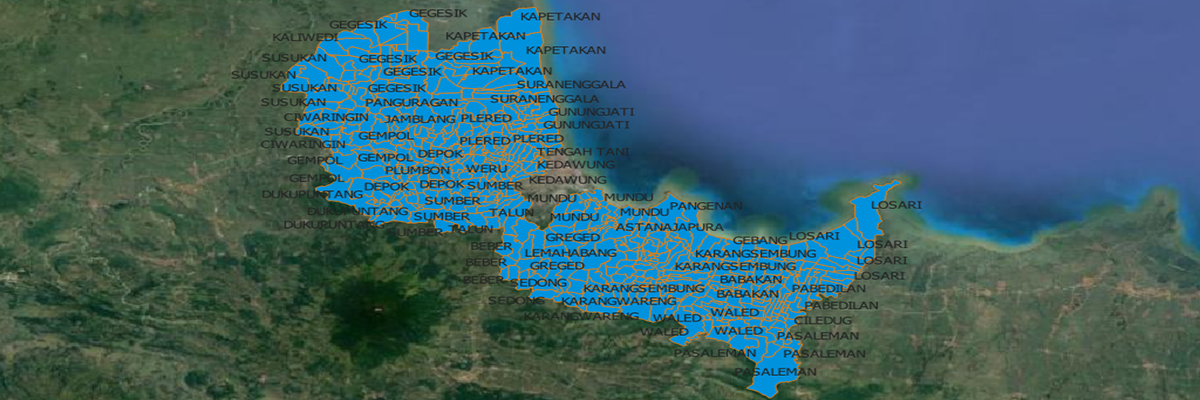 GEGESIK
KAPETAKAN
GEGESIK
KALIWEDI
KAPETAKAN
KAPETAKAN
SUSUKAN
GEGESIK
GEGESIK
SUSUKAN
GEGESIK
KAPETAKAN
SUSUKAN
GEGESIK
SURANENGGALA
SUSUKAN
PANGURAGAN
SURANENGGALA
GUNUNGJATI
CIWARINGIN
JAMBLANG
PLERED
GUNUNGJATI
SUSUKAN
GEMPOL
PLERED
PLERED
CIWARINGIN
DEPOK
TENGAH TANI
GEMPOL
GEMPOL
KEDAWUNG
PLUMBON
WERU
GEMPOL
KEDAWUNG
DEPOK
DEPOK
SUMBER
DUKUPUNTANG
SUMBER
MUNDU
MUNDU
PANGENAN
LOSARI
DUKUPUNTANG
SUMBER
TALUN
MUNDU
MUNDU
DUKUPUNTANG
SUMBER
TALUN
ASTANAJAPURA
GREGED
GEBANG
LOSARI
BEBER
LOSARI
LEMAHABANG
KARANGSEMBUNG
BEBER
GREGED
KARANGSEMBUNG
LOSARI
BEBER
SEDONG
BABAKAN
LOSARI
KARANGSEMBUNG
BABAKAN
PABEDILAN
SEDONG
KARANGWARENG
PABEDILAN
KARANGWARENG
WALED
WALED
CILEDUG
WALED
WALED
PASALEMAN
PASALEMAN
PASALEMAN
PASALEMAN